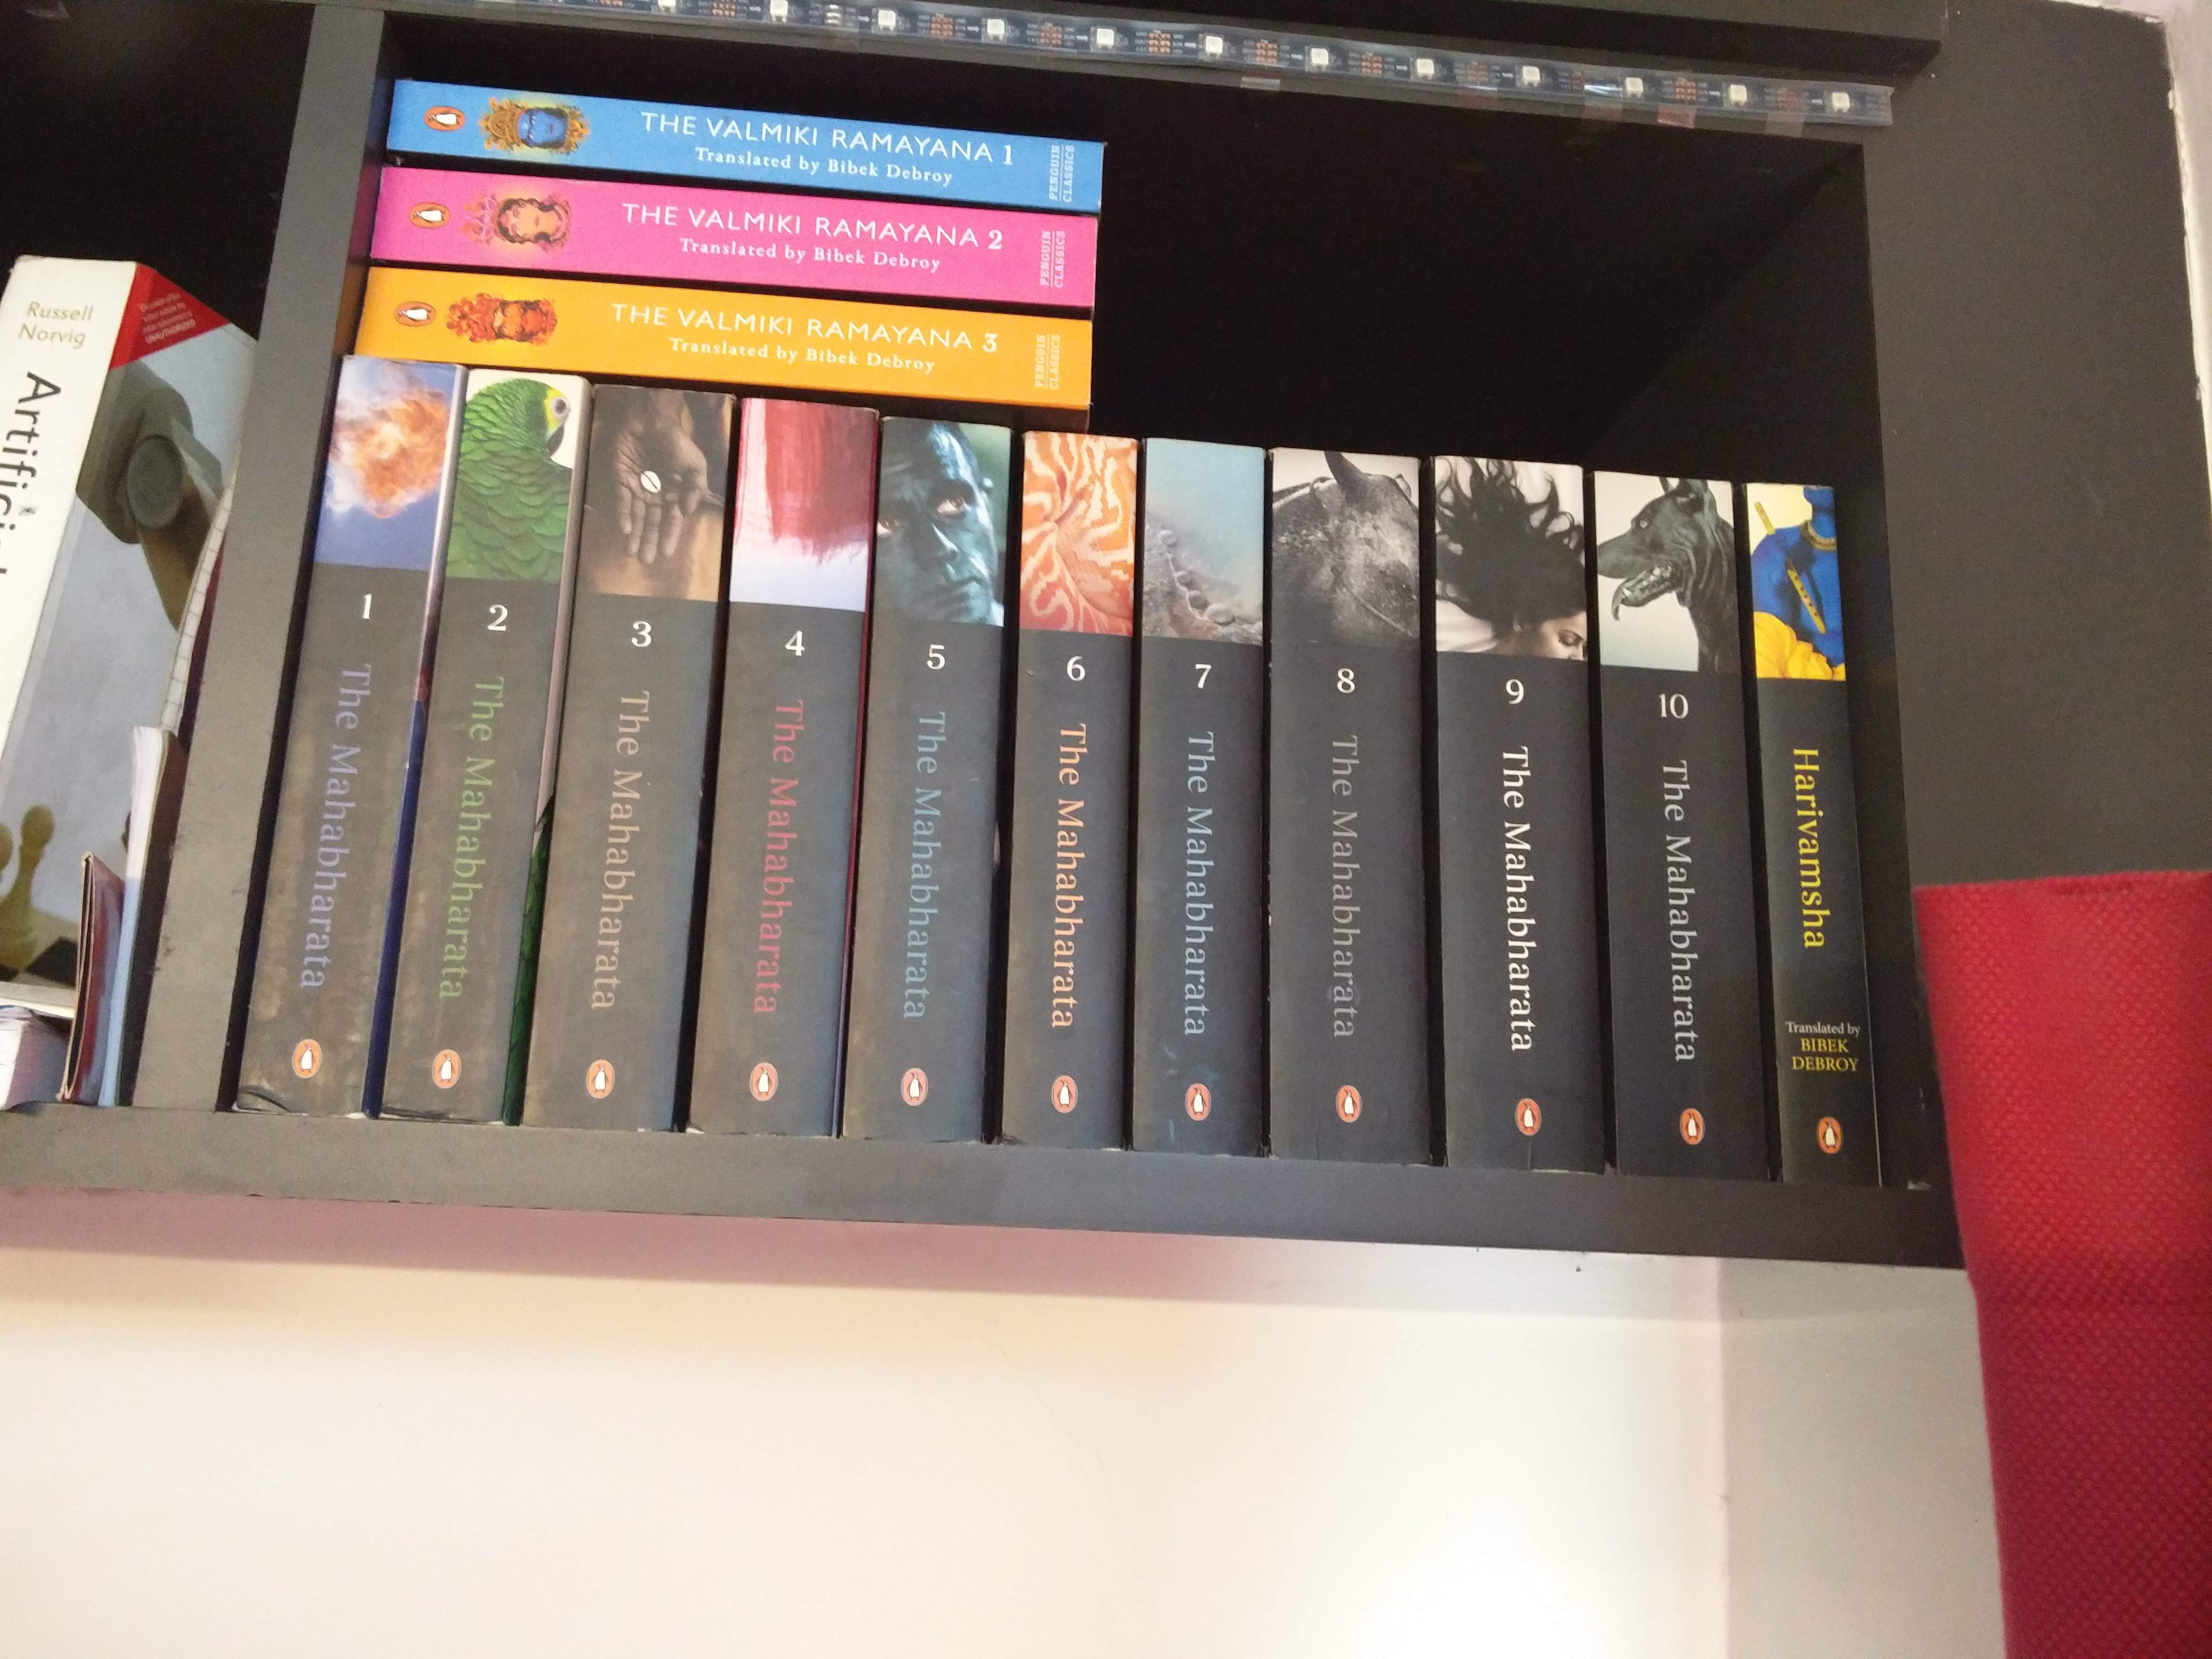 THE VALMIKI RAMAYANA 1
Translated by Bibek Debroy
PENGUIN
CLASSICS
THE VALMIKI RAMAYANA 2
Translated by Bibek Debroy
PENGUIN
CLASSICS
THE VALMIKI RAMAYANA 3
Translated by Bibek Debroy
PENGUIN
CLASSICS
Russell
Norvig
UNAUTHORIZED
1 The Mahabharata
2 The Mahabharata
3 The Mahabharata
4 The Mahabharata
5 The Mahabharata
6 The Mahabharata
7 The Mahabharata
8 The Mahabharata
9 The Mahabharata
10 The Mahabharata
Harivamsha
Translated by
BIBEK
DEBROY